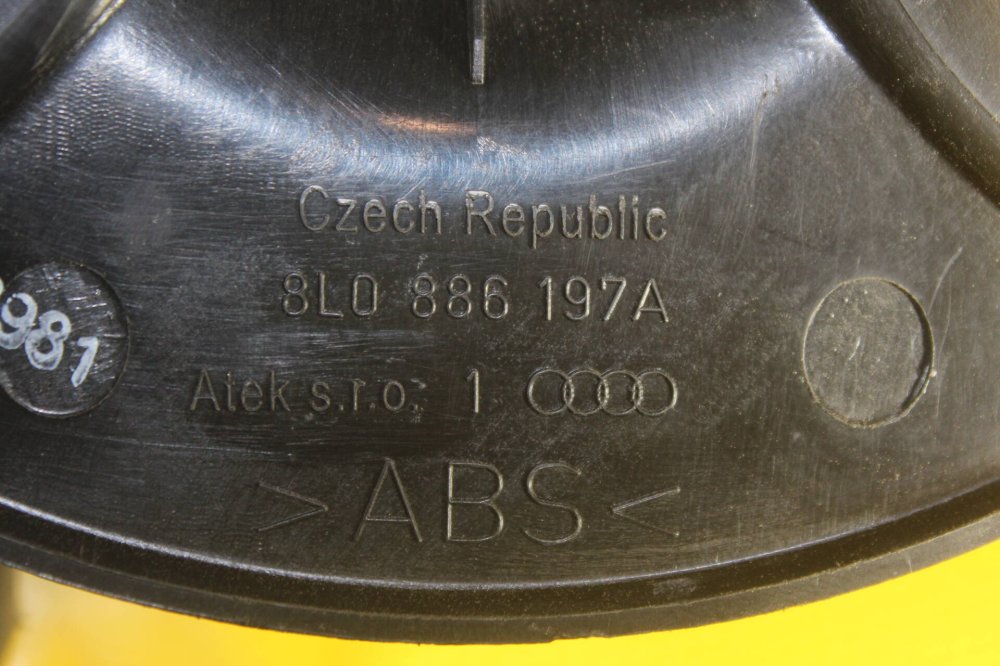 Czech Republic
8L0 886 197A
981
Atek s.r.o. 1
>ABS<